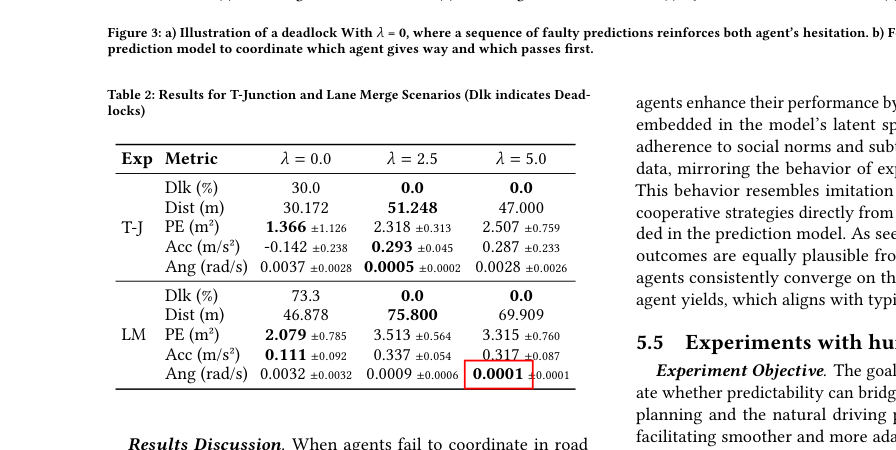 Figure 3: a) Illustration of a deadlock With λ = 0, where a sequence of faulty predictions reinforces both agent's hesitation. b) F
prediction model to coordinate which agent gives way and which passes first.
Table 2: Results for T-Junction and Lane Merge Scenarios (Dlk indicates Dead-
locks)
Exp Metric λ = 0.0 λ = 2.5 λ = 5.0
Dlk (%) 30.0 0.0 0.0
Dist (m) 30.172 51.248 47.000
T-J PE (m²) 1.366 ±1.126 2.318 ±0.313 2.507 ±0.759
Acc (m/s²) -0.142 ±0.238 0.293 ±0.045 0.287 ±0.233
Ang (rad/s) 0.0037 ±0.0028 0.0005 ±0.0002 0.0028 ±0.0026
Dlk (%) 73.3 0.0 0.0
Dist (m) 46.878 75.800 69.909
LM PE (m²) 2.079 ±0.785 3.513 ±0.564 3.315 ±0.760
Acc (m/s²) 0.111 ±0.092 0.337 ±0.054 0.317 ±0.087
Ang (rad/s) 0.0032 ±0.0032 0.0009 ±0.0006 0.0001 ±0.0001
Results Discussion. When agents fail to coordinate in road
agents enhance their performance by
embedded in the model's latent sp
adherence to social norms and sub
data, mirroring the behavior of exp
This behavior resembles imitation
cooperative strategies directly from
ded in the prediction model. As see
outcomes are equally plausible fro
agents consistently converge on th
agent yields, which aligns with typi
5.5 Experiments with hu
Experiment Objective. The goal
ate whether predictability can bridg
planning and the natural driving p
facilitating smoother and more ada